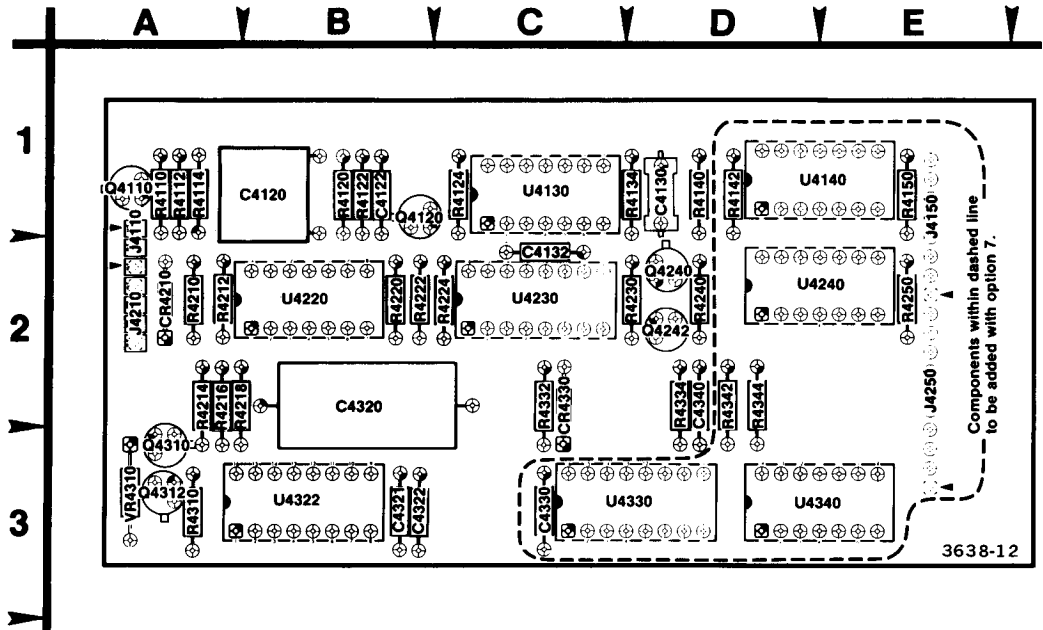 A B C D E
1
2
3
Q4110
R4110
R4112
R4114
C4120
R4120
R4122
C4122
Q4120
R4124
U4130
R4134
C4130
R4140
R4142
U4140
R4150
J4150
J4110
J4210
CR4210
R4210
R4212
U4220
R4220
R4222
R4224
C4132
U4230
R4230
Q4240
Q4242
R4240
U4240
R4250
J4250
R4214
R4216
R4218
C4320
R4332
CR4330
R4334
C4340
R4342
R4344
Components within dashed line
to be added with option 7.
Q4310
VR4310
Q4312
R4310
U4322
C4321
C4322
C4330
U4330
U4340
3638-12